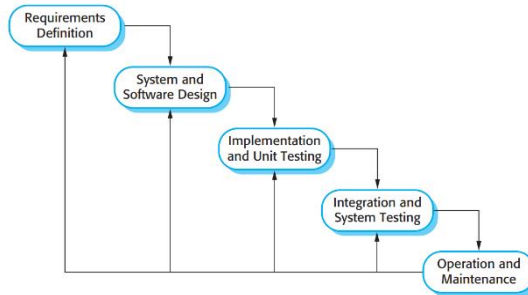 Requirements
Definition
System and
Software Design
Implementation
and Unit Testing
Integration and
System Testing
Operation and
Maintenance